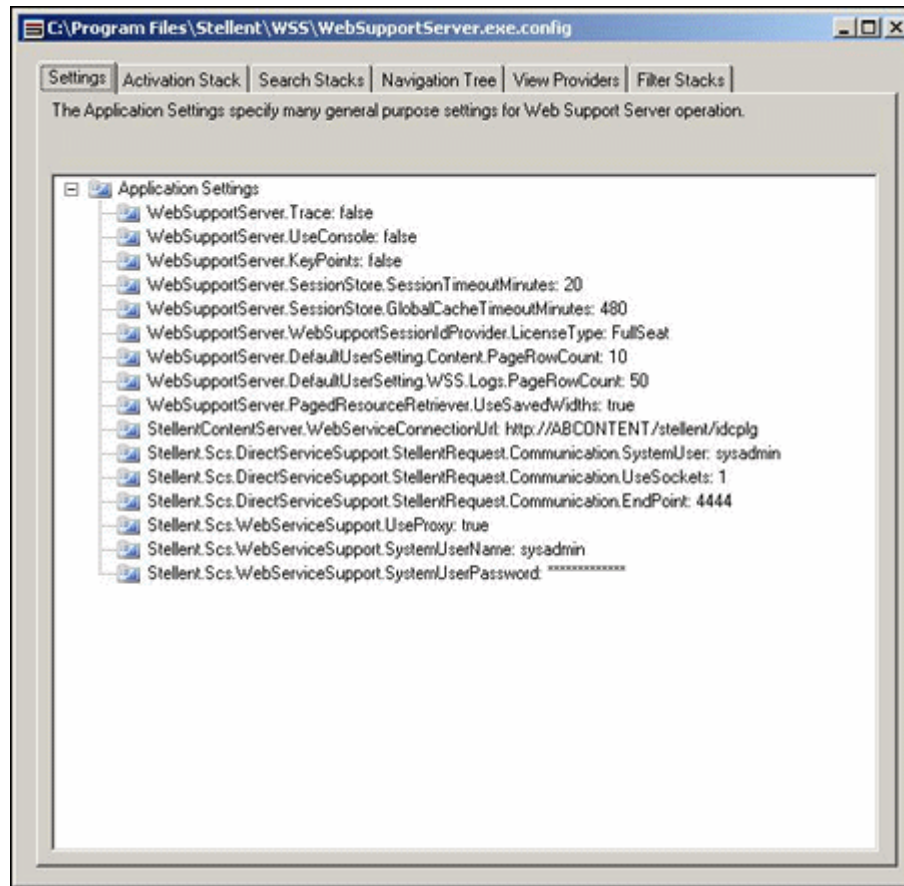 C:\Program Files\Stellent\WSS\WebSupportServer.exe.config
Settings Activation Stack Search Stacks Navigation Tree View Providers Filter Stacks
The Application Settings specify many general purpose settings for Web Support Server operation.
Application Settings
WebSupportServer.Trace: false
WebSupportServer.UseConsole: false
WebSupportServer.KeyPoints: false
WebSupportServer.SessionStore.SessionTimeoutMinutes: 20
WebSupportServer.SessionStore.GlobalCacheTimeoutMinutes: 480
WebSupportServer.WebSupportSessionIdProvider.LicenseType: FullSeat
WebSupportServer.DefaultUserSetting.Content.PageRowCount: 10
WebSupportServer.DefaultUserSetting.WSS.Logs.PageRowCount: 50
WebSupportServer.PagedResourceRetriever.UseSavedWidths: true
StellentContentServer.WebServiceConnectionUrl: http://ABCONTENT/stellent/idcplg
Stellent.Scs.DirectServiceSupport.StellentRequest.Communication.SystemUser: sysadmin
Stellent.Scs.DirectServiceSupport.StellentRequest.Communication.UseSockets: 1
Stellent.Scs.DirectServiceSupport.StellentRequest.Communication.EndPoint: 4444
Stellent.Scs.WebServiceSupport.UseProxy: true
Stellent.Scs.WebServiceSupport.SystemUserName: sysadmin
Stellent.Scs.WebServiceSupport.SystemUserPassword: *************